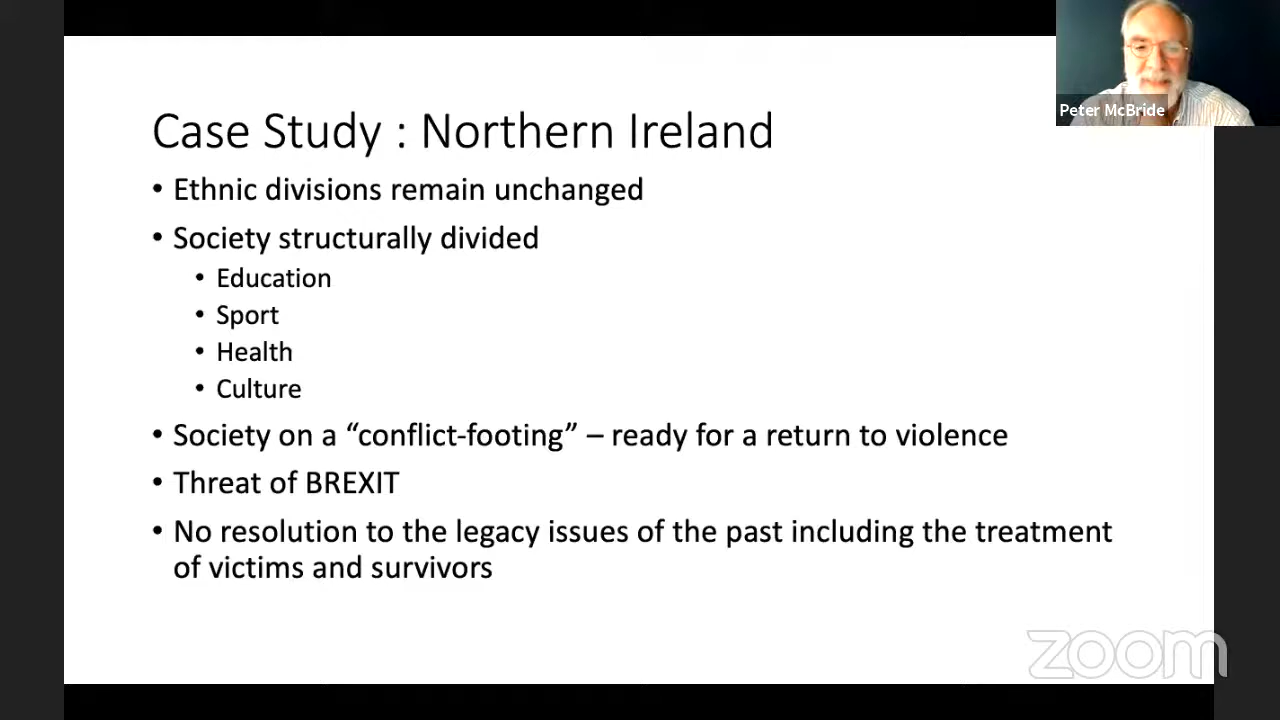 Peter McBride
Case Study : Northern Ireland
• Ethnic divisions remain unchanged
• Society structurally divided
• Education
• Sport
• Health
• Culture
• Society on a “conflict-footing” – ready for a return to violence
• Threat of BREXIT
• No resolution to the legacy issues of the past including the treatment
of victims and survivors
zoom